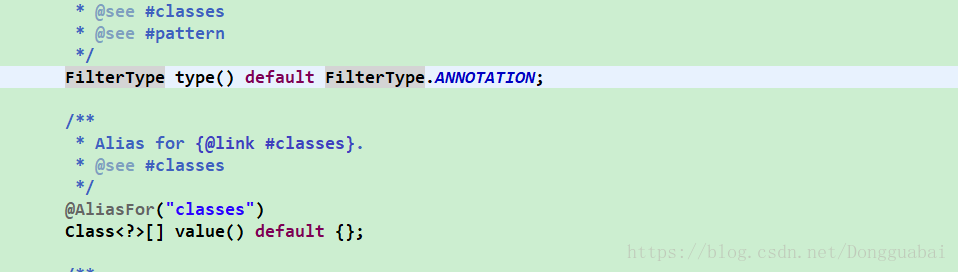 * @see #classes
* @see #pattern
*/
FilterType type() default FilterType.ANNOTATION;
/**
* Alias for {@link #classes}.
* @see #classes
*/
@AliasFor("classes")
Class<?>[] value() default {};
https://blog.csdn.net/Dongguabai
/**